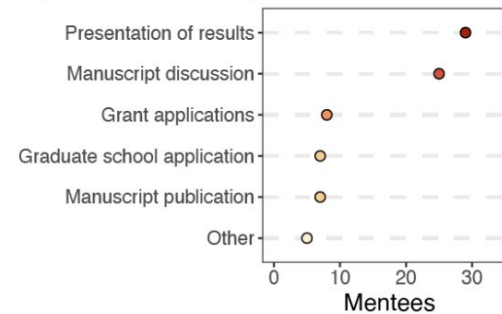 Presentation of results
Manuscript discussion
Grant applications
Graduate school application
Manuscript publication
Other
0 10 20 30
Mentees